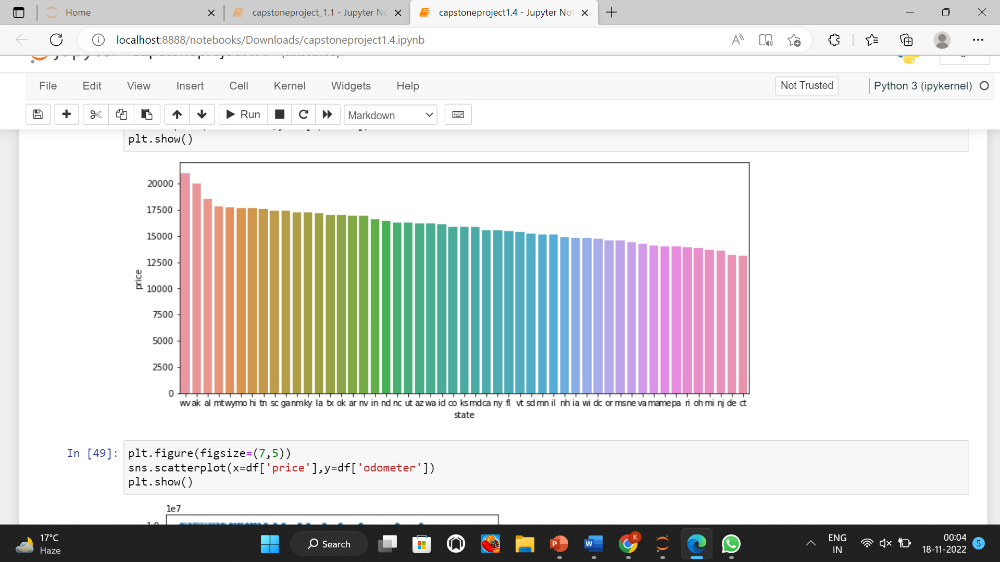 Home
capstoneproject_1.1 - Jupyter No
capstoneproject1.4 - Jupyter Not
localhost:8888/notebooks/Downloads/capstoneproject1.4.ipynb
File Edit View Insert Cell Kernel Widgets Help
Not Trusted
Python 3 (ipykernel)
Run
Markdown
plt.show()
20000
17500
15000
12500
10000
7500
5000
2500
0
price
wv ak al mt wy mo hi tn sc ga nm ky la tx ok ar nv in nd nc ut az wa id co ks md ca ny fl vt sd mn il nh ia wi dc or ms ne va ma me pa ri oh mi nj de ct
state
In [49]:
plt.figure(figsize=(7,5))
sns.scatterplot(x=df['price'],y=df['odometer'])
plt.show()
1e7
17°C
Haze
Search
K
P
W
ENG
IN
00:04
18-11-2022
5